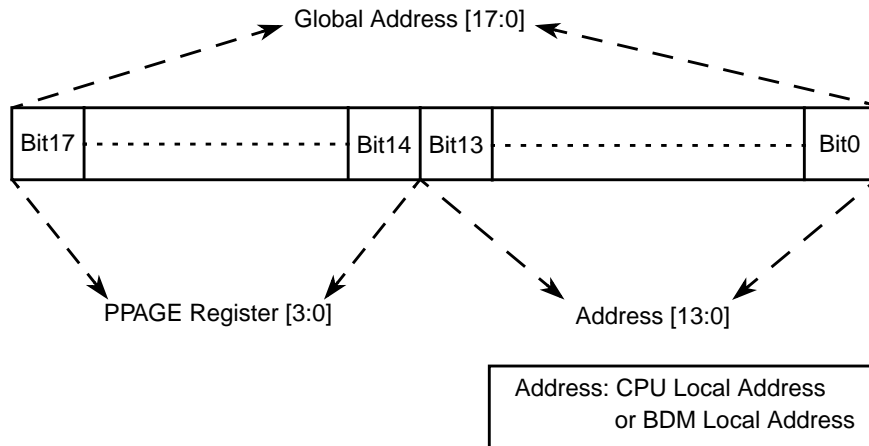 Global Address [17:0]
Bit17 Bit14 Bit13 Bit0
PPAGE Register [3:0] Address [13:0]
Address: CPU Local Address
or BDM Local Address